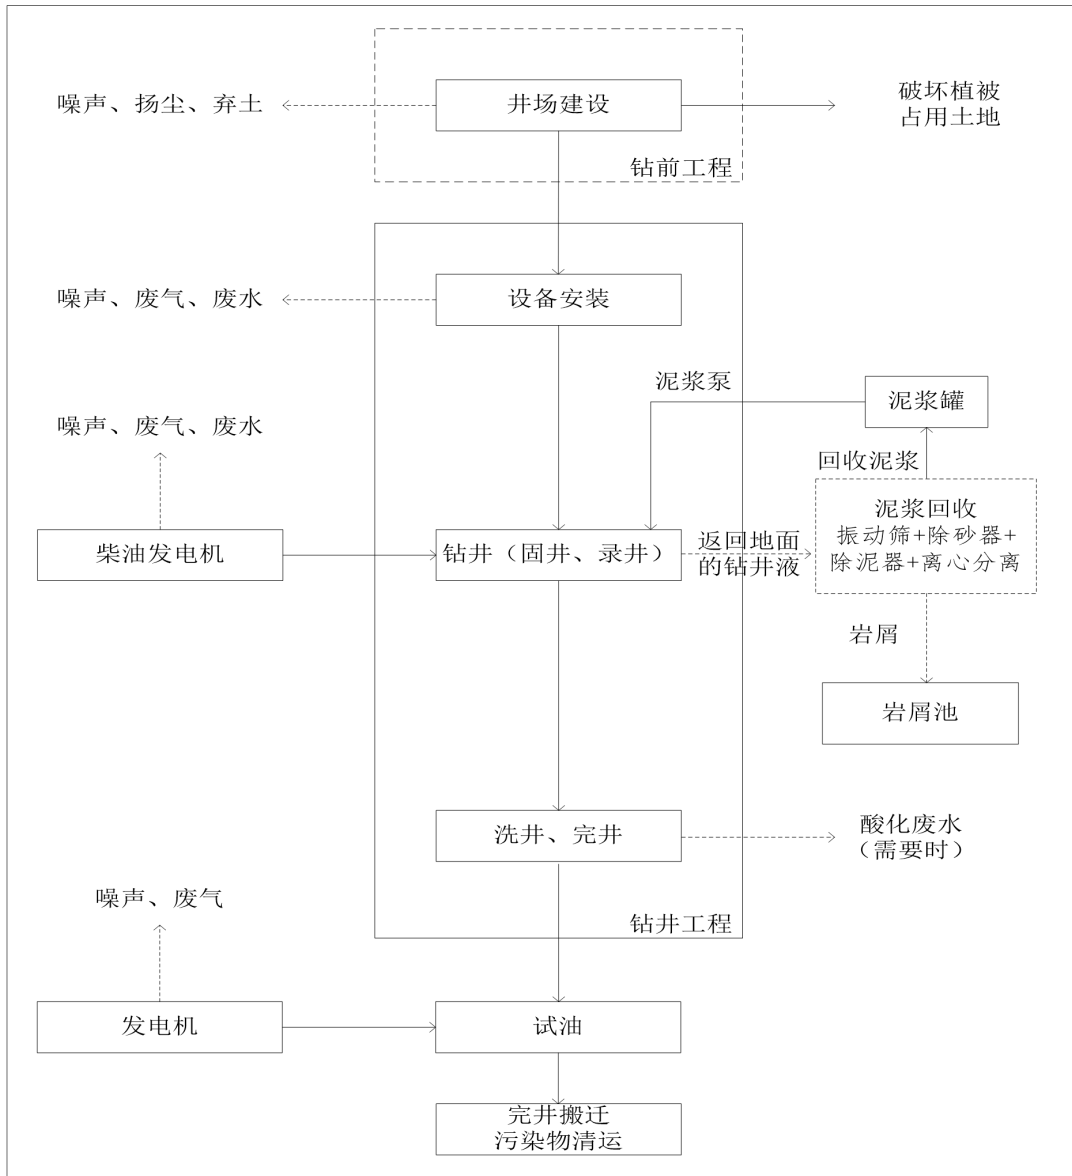 噪声、扬尘、弃土
井场建设
破坏植被
占用土地
钻前工程
噪声、废气、废水
设备安装
泥浆泵
泥浆罐
噪声、废气、废水
回收泥浆
泥浆回收
振动筛+除砂器+
除泥器+离心分离
柴油发电机
钻井（固井、录井）
返回地面
的钻井液
岩屑
岩屑池
洗井、完井
酸化废水
（需要时）
噪声、废气
钻井工程
发电机
试油
完井搬迁
污染物清运